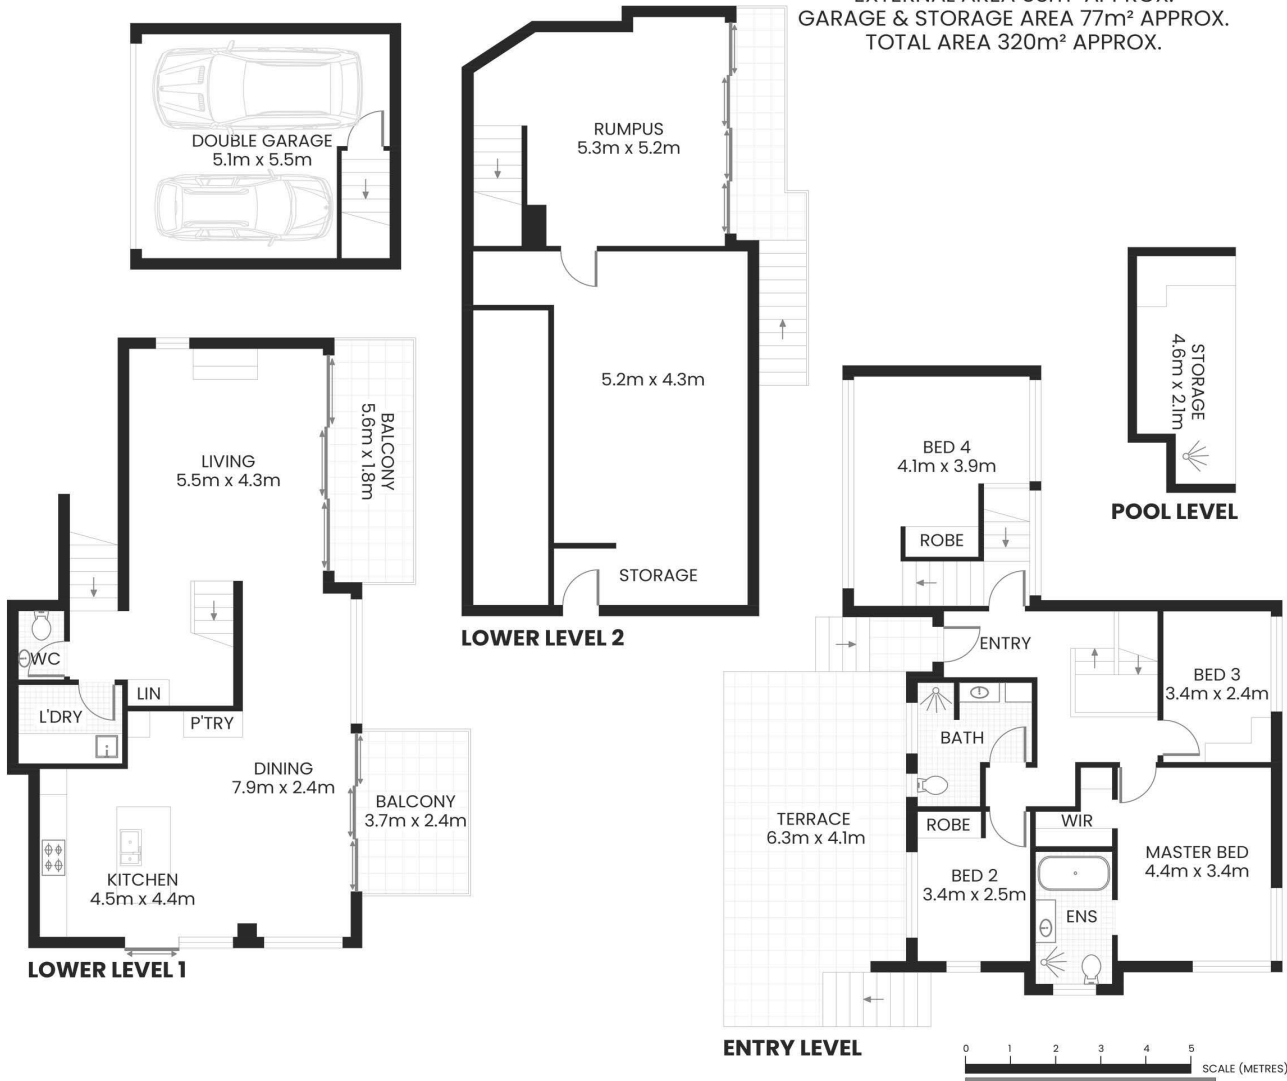 GARAGE & STORAGE AREA 77m² APPROX.
TOTAL AREA 320m² APPROX.
DOUBLE GARAGE
5.1m x 5.5m
RUMPUS
5.3m x 5.2m
5.2m x 4.3m
STORAGE
LOWER LEVEL 2
LIVING
5.5m x 4.3m
BALCONY
5.6m x 1.8m
WC
LIN
L'DRY
P'TRY
DINING
7.9m x 2.4m
BALCONY
3.7m x 2.4m
KITCHEN
4.5m x 4.4m
LOWER LEVEL 1
STORAGE
4.6m x 2.1m
POOL LEVEL
BED 4
4.1m x 3.9m
ROBE
ENTRY
BED 3
3.4m x 2.4m
BATH
TERRACE
6.3m x 4.1m
ROBE
WIR
BED 2
3.4m x 2.5m
MASTER BED
4.4m x 3.4m
ENS
ENTRY LEVEL
0 1 2 3 4 5
SCALE (METRES)